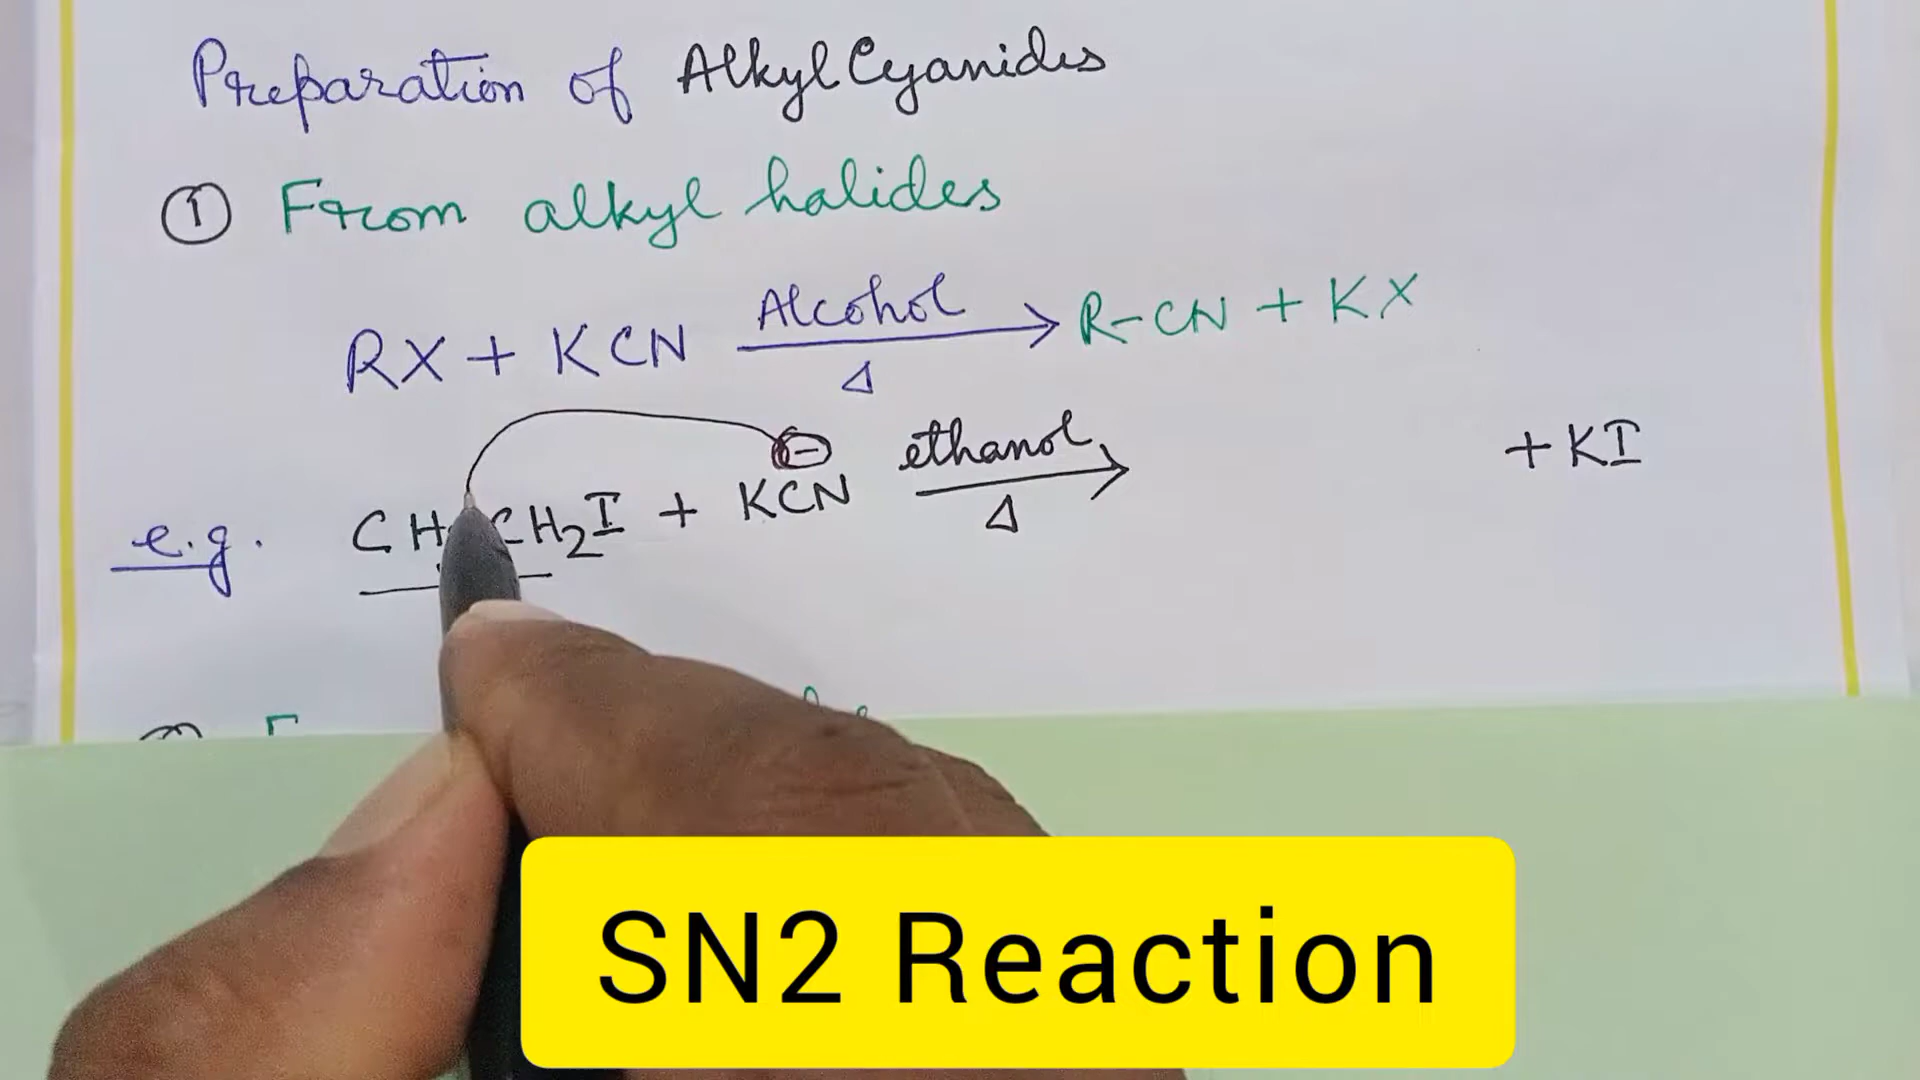 Preparation of Alkyl Cyanides
① From alkyl halides
RX + KCN Alcohol Δ → R-CN + KX
e.g. CH CH2I + KCN ⊖ ethanol Δ → + KI
SN2 Reaction